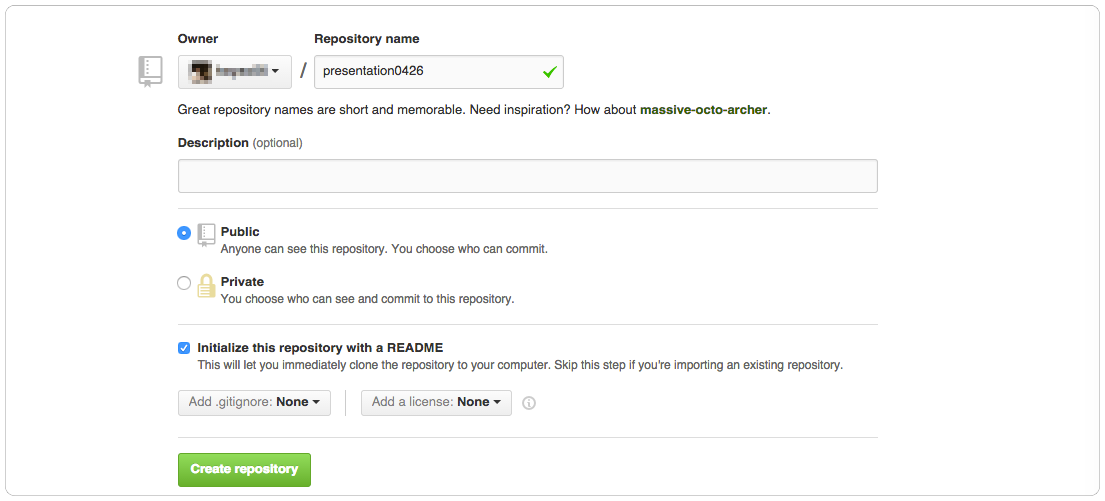 Owner Repository name
/ presentation0426
Great repository names are short and memorable. Need inspiration? How about massive-octo-archer.
Description (optional)
Public
Anyone can see this repository. You choose who can commit.
Private
You choose who can see and commit to this repository.
Initialize this repository with a README
This will let you immediately clone the repository to your computer. Skip this step if you're importing an existing repository.
Add .gitignore: None Add a license: None
Create repository